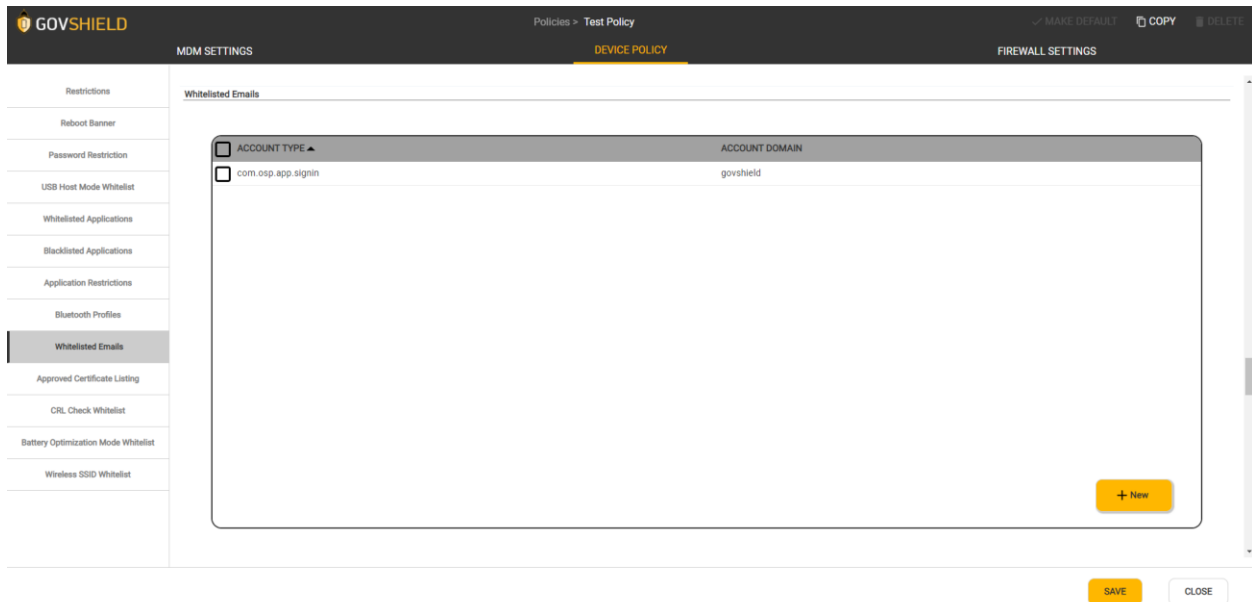 GOVSHIELD
Policies > Test Policy
MAKE DEFAULT COPY DELETE
MDM SETTINGS DEVICE POLICY FIREWALL SETTINGS
Restrictions
Reboot Banner
Password Restriction
USB Host Mode Whitelist
Whitelisted Applications
Blacklisted Applications
Application Restrictions
Bluetooth Profiles
Whitelisted Emails
Approved Certificate Listing
CRL Check Whitelist
Battery Optimization Mode Whitelist
Wireless SSID Whitelist
Whitelisted Emails
ACCOUNT TYPE ACCOUNT DOMAIN
com.osp.app.signin govshield
+ New
SAVE CLOSE